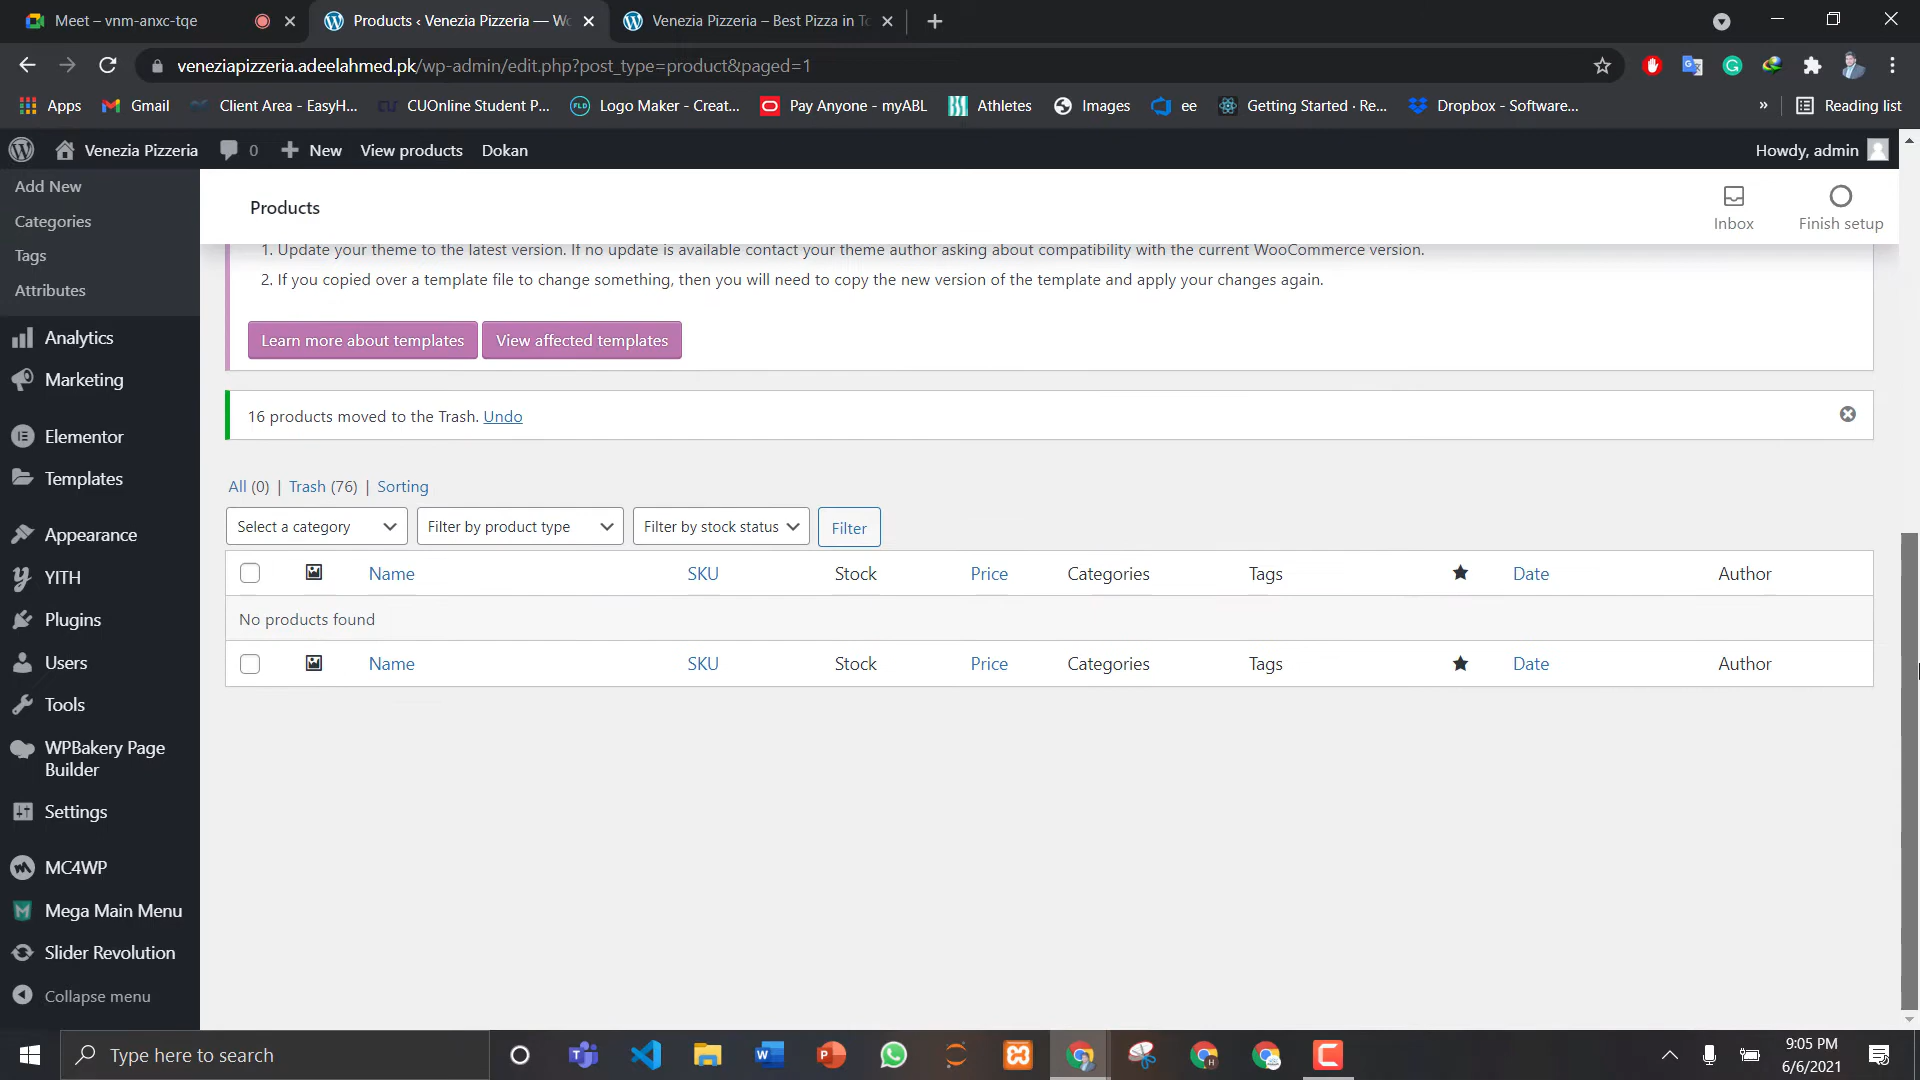 Meet – vnm-anxc-tqe
Products ‹ Venezia Pizzeria — Wo
Venezia Pizzeria – Best Pizza in To
veneziapizzeria.adeelahmed.pk/wp-admin/edit.php?post_type=product&paged=1
Apps
Gmail
Client Area - EasyH...
CUOnline Student P...
Logo Maker - Creat...
Pay Anyone - myABL
Athletes
Images
ee
Getting Started · Re...
Dropbox - Software...
»
Reading list
Venezia Pizzeria
0
New
View products
Dokan
Howdy, admin
Add New
Categories
Tags
Attributes
Analytics
Marketing
Elementor
Templates
Appearance
YITH
Plugins
Users
Tools
WPBakery Page
Builder
Settings
MC4WP
Mega Main Menu
Slider Revolution
Collapse menu
Products
Inbox
Finish setup
1. Update your theme to the latest version. If no update is available contact your theme author asking about compatibility with the current WooCommerce version.
2. If you copied over a template file to change something, then you will need to copy the new version of the template and apply your changes again.
Learn more about templates
View affected templates
16 products moved to the Trash. Undo
All (0) | Trash (76) | Sorting
Select a category
Filter by product type
Filter by stock status
Filter
Name SKU Stock Price Categories Tags Date Author
No products found
Name SKU Stock Price Categories Tags Date Author
Type here to search
9:05 PM
6/6/2021